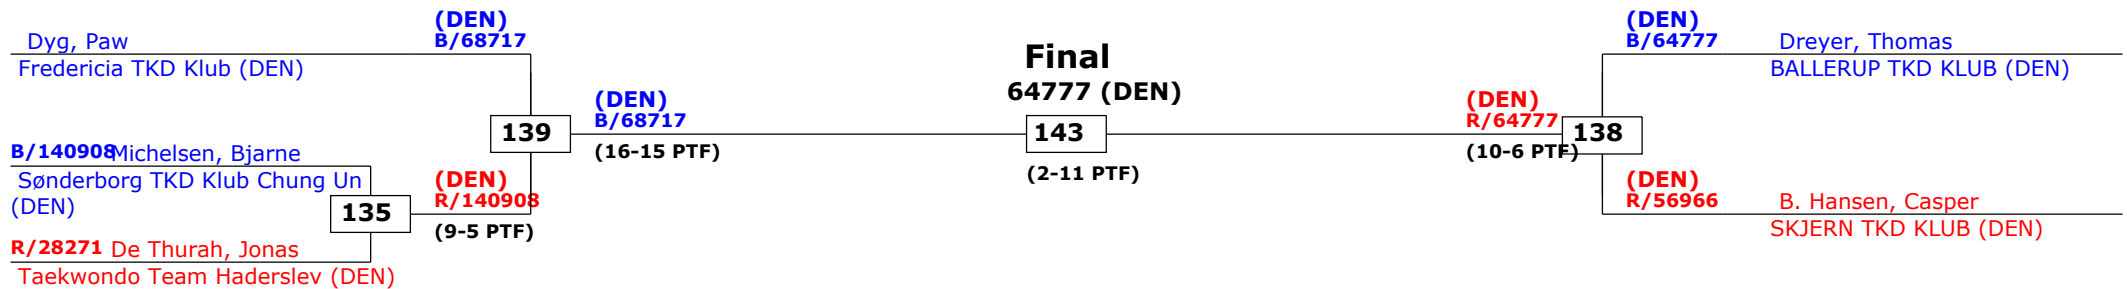 (DEN)
B/68717
Dyg, Paw
Fredericia TKD Klub (DEN)
B/140908 Michelsen, Bjarne
Sønderborg TKD Klub Chung Un
(DEN)
135
R/28271 De Thurah, Jonas
Taekwondo Team Haderslev (DEN)
(DEN)
R/140908
(9-5 PTF)
139
(DEN)
B/68717
(16-15 PTF)
Final
64777 (DEN)
143
(2-11 PTF)
(DEN)
R/64777
(10-6 PTF)
138
(DEN)
B/64777
Dreyer, Thomas
BALLERUP TKD KLUB (DEN)
(DEN)
R/56966
B. Hansen, Casper
SKJERN TKD KLUB (DEN)